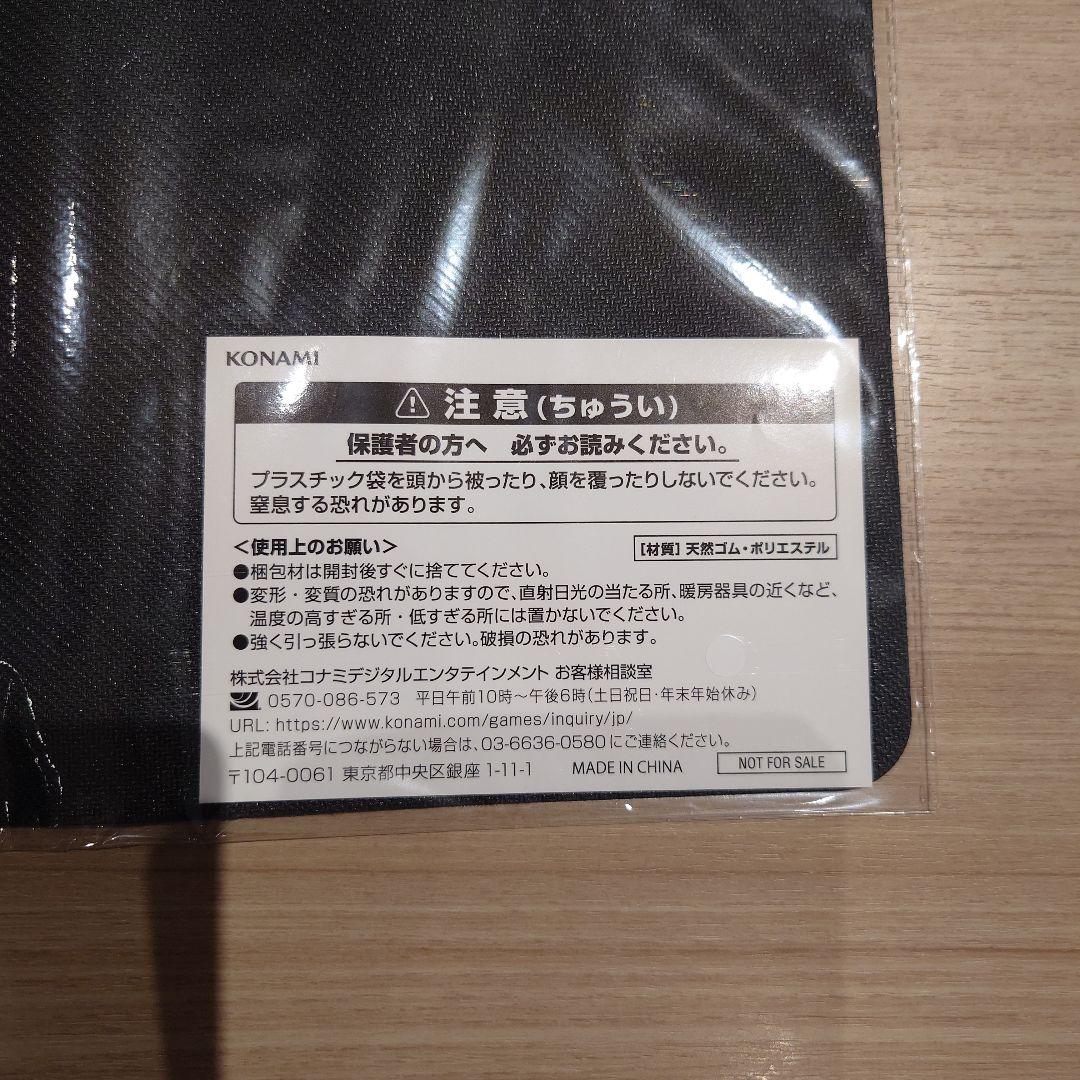 KONAMI
⚠ 注意(ちゅうい)
保護者の方へ 必ずお読みください。
プラスチック袋を頭から被ったり、顔を覆ったりしないでください。
窒息する恐れがあります。
<使用上のお願い>
[材質] 天然ゴム・ポリエステル
●梱包材は開封後すぐに捨ててください。
●変形・変質の恐れがありますので、直射日光の当たる所、暖房器具の近くなど、
温度の高すぎる所・低すぎる所には置かないでください。
●強く引っ張らないでください。破損の恐れがあります。
株式会社コナミデジタルエンタテインメント お客様相談室
0570-086-573 平日午前10時～午後6時(土日祝日・年末年始休み)
URL: https://www.konami.com/games/inquiry/jp/
上記電話番号につながらない場合は、03-6636-0580にご連絡ください。
〒104-0061 東京都中央区銀座 1-11-1 MADE IN CHINA NOT FOR SALE